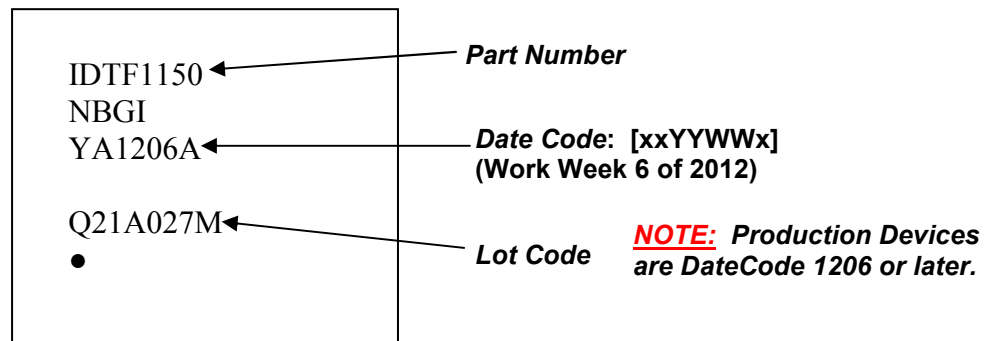 IDTF1150
NBGI
YA1206A
Q21A027M
Part Number
Date Code:  [xxYYWWx]
(Work Week 6 of 2012)
Lot Code
NOTE:  Production Devices
are DateCode 1206 or later.